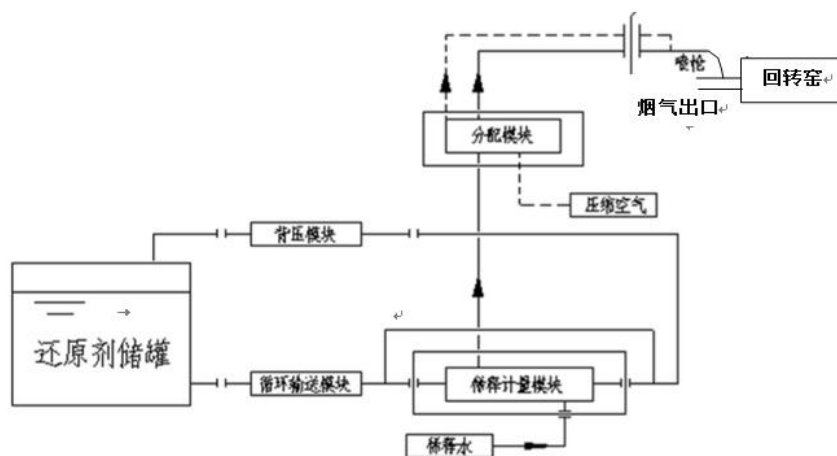 喷枪
回转窑
烟气出口
分配模块
压缩空气
背压模块
还原剂储罐
循环输送模块
稀释计量模块
稀释水